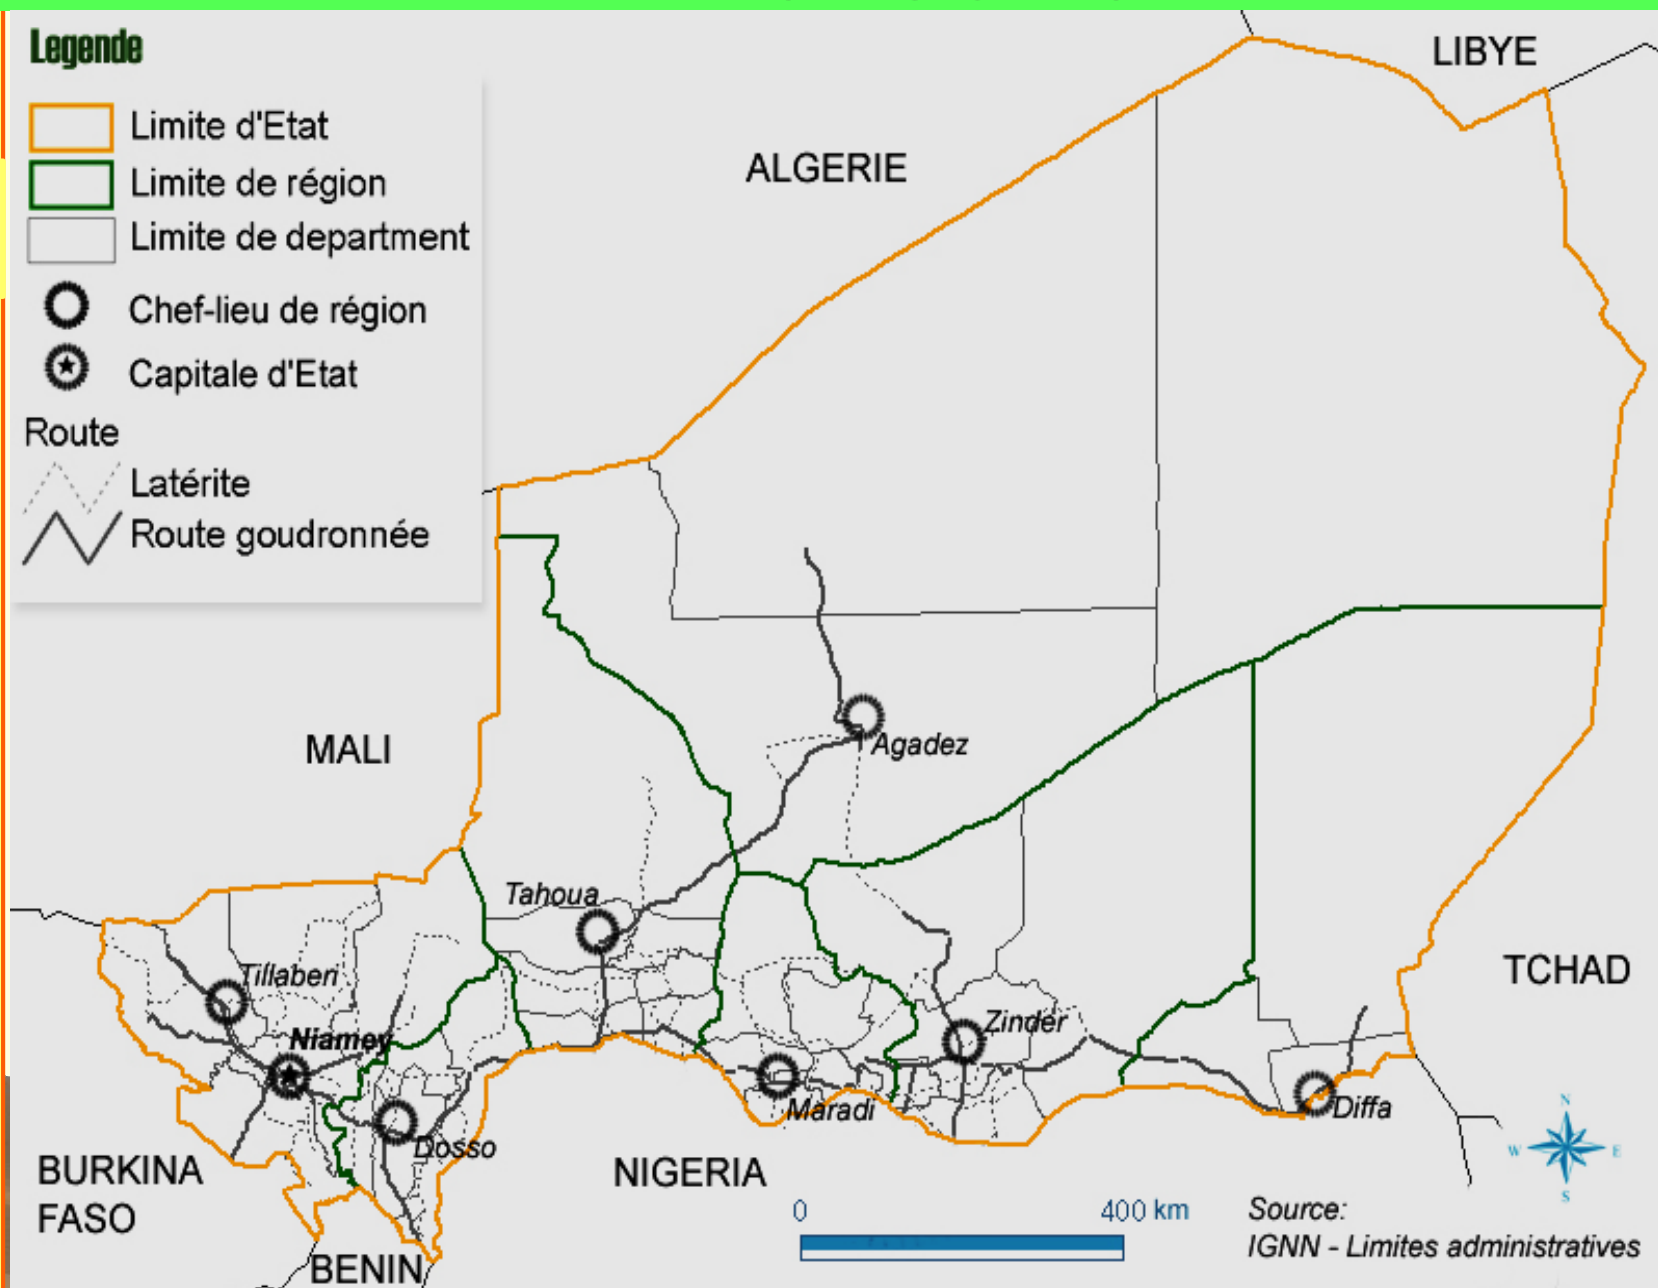 Legende
Limite d'Etat
Limite de région
Limite de department
Chef-lieu de région
Capitale d'Etat
Route
Latérite
Route goudronnée
LIBYE
ALGERIE
MALI
Agadez
Tahoua
Tillaberi
Niamey
Zinder
TCHAD
Maradi
Diffa
Dosso
BURKINA
FASO
NIGERIA
BENIN
0 400 km
N
W E
S
Source:
IGNN - Limites administratives